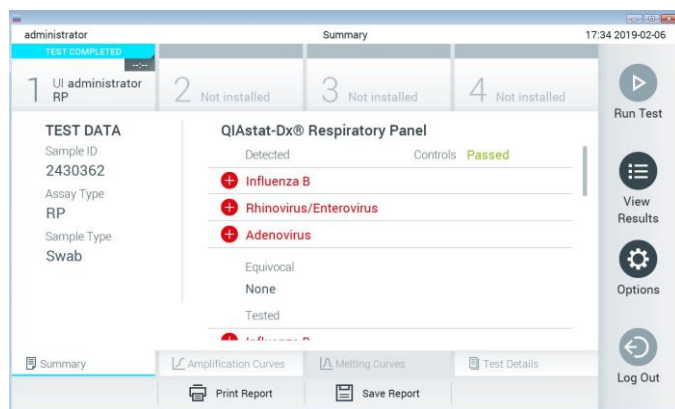 administrator Summary 17:34 2019-02-06
TEST COMPLETED
--:--
1 UI administrator
RP
2 Not installed
3 Not installed
4 Not installed
Run Test
View
Results
Options
Log Out
TEST DATA
Sample ID
2430362
Assay Type
RP
Sample Type
Swab
QIAstat-Dx® Respiratory Panel
Detected Controls Passed
Influenza B
Rhinovirus/Enterovirus
Adenovirus
Equivocal
None
Tested
Influenza B
Summary Amplification Curves Melting Curves Test Details
Print Report Save Report